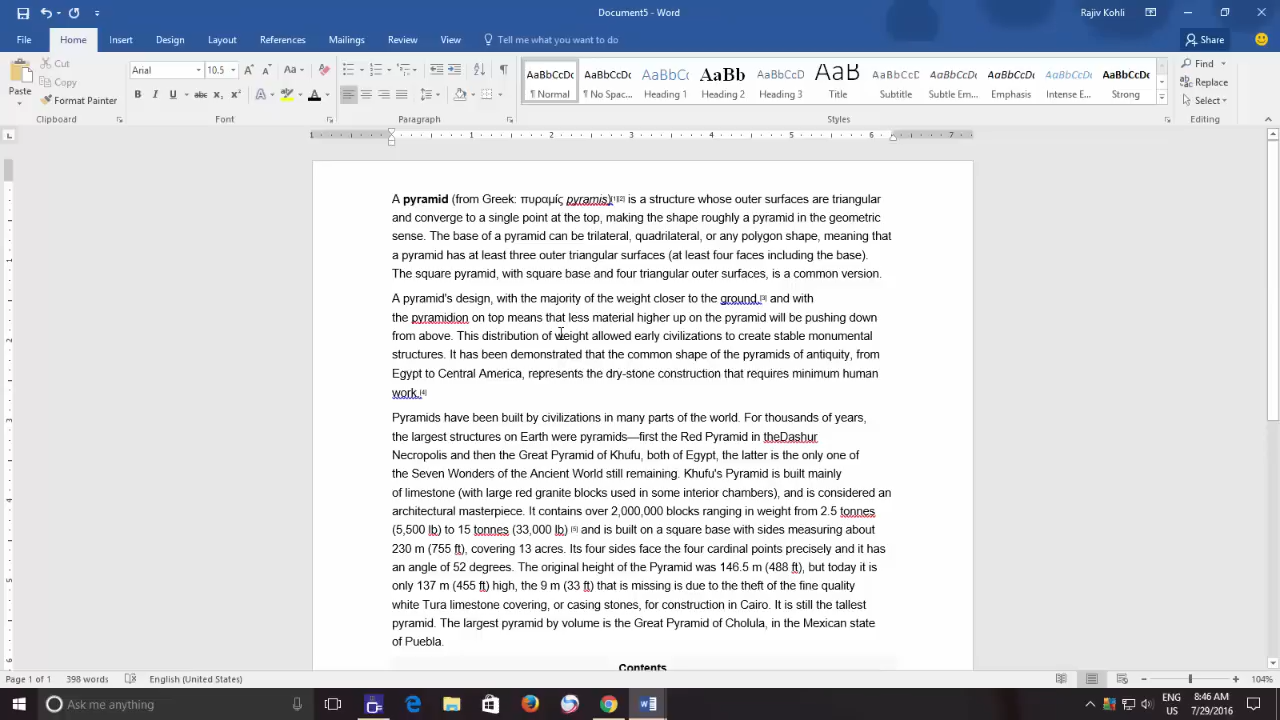 Document5 - Word
Rajiv Kohli
File Home Insert Design Layout References Mailings Review View Tell me what you want to do
Share
Paste
Cut
Copy
Format Painter
Clipboard
Arial 10.5
Font
Paragraph
AaBbCcDc ¶ Normal
AaBbCcDc ¶ No Spac...
AaBbCc Heading 1
AaBb Heading 2
AaBbCcD Heading 3
AaB Title
AaBbCcD Subtitle
AaBbCcDc Subtle Em...
AaBbCcDc Emphasis
AaBbCcDc Intense E...
AaBbCcDc Strong
Styles
Find
Replace
Select
Editing
A pyramid (from Greek: πυραμίς pyramis)[1][2] is a structure whose outer surfaces are triangular
and converge to a single point at the top, making the shape roughly a pyramid in the geometric
sense. The base of a pyramid can be trilateral, quadrilateral, or any polygon shape, meaning that
a pyramid has at least three outer triangular surfaces (at least four faces including the base).
The square pyramid, with square base and four triangular outer surfaces, is a common version.
A pyramid's design, with the majority of the weight closer to the ground,[3] and with
the pyramidion on top means that less material higher up on the pyramid will be pushing down
from above. This distribution of weight allowed early civilizations to create stable monumental
structures. It has been demonstrated that the common shape of the pyramids of antiquity, from
Egypt to Central America, represents the dry-stone construction that requires minimum human
work.[4]
Pyramids have been built by civilizations in many parts of the world. For thousands of years,
the largest structures on Earth were pyramids—first the Red Pyramid in theDashur
Necropolis and then the Great Pyramid of Khufu, both of Egypt, the latter is the only one of
the Seven Wonders of the Ancient World still remaining. Khufu's Pyramid is built mainly
of limestone (with large red granite blocks used in some interior chambers), and is considered an
architectural masterpiece. It contains over 2,000,000 blocks ranging in weight from 2.5 tonnes
(5,500 lb) to 15 tonnes (33,000 lb) [5] and is built on a square base with sides measuring about
230 m (755 ft), covering 13 acres. Its four sides face the four cardinal points precisely and it has
an angle of 52 degrees. The original height of the Pyramid was 146.5 m (488 ft), but today it is
only 137 m (455 ft) high, the 9 m (33 ft) that is missing is due to the theft of the fine quality
white Tura limestone covering, or casing stones, for construction in Cairo. It is still the tallest
pyramid. The largest pyramid by volume is the Great Pyramid of Cholula, in the Mexican state
of Puebla.
Contents
Page 1 of 1 398 words English (United States) 104%
Ask me anything
ENG
US
8:46 AM
7/29/2016